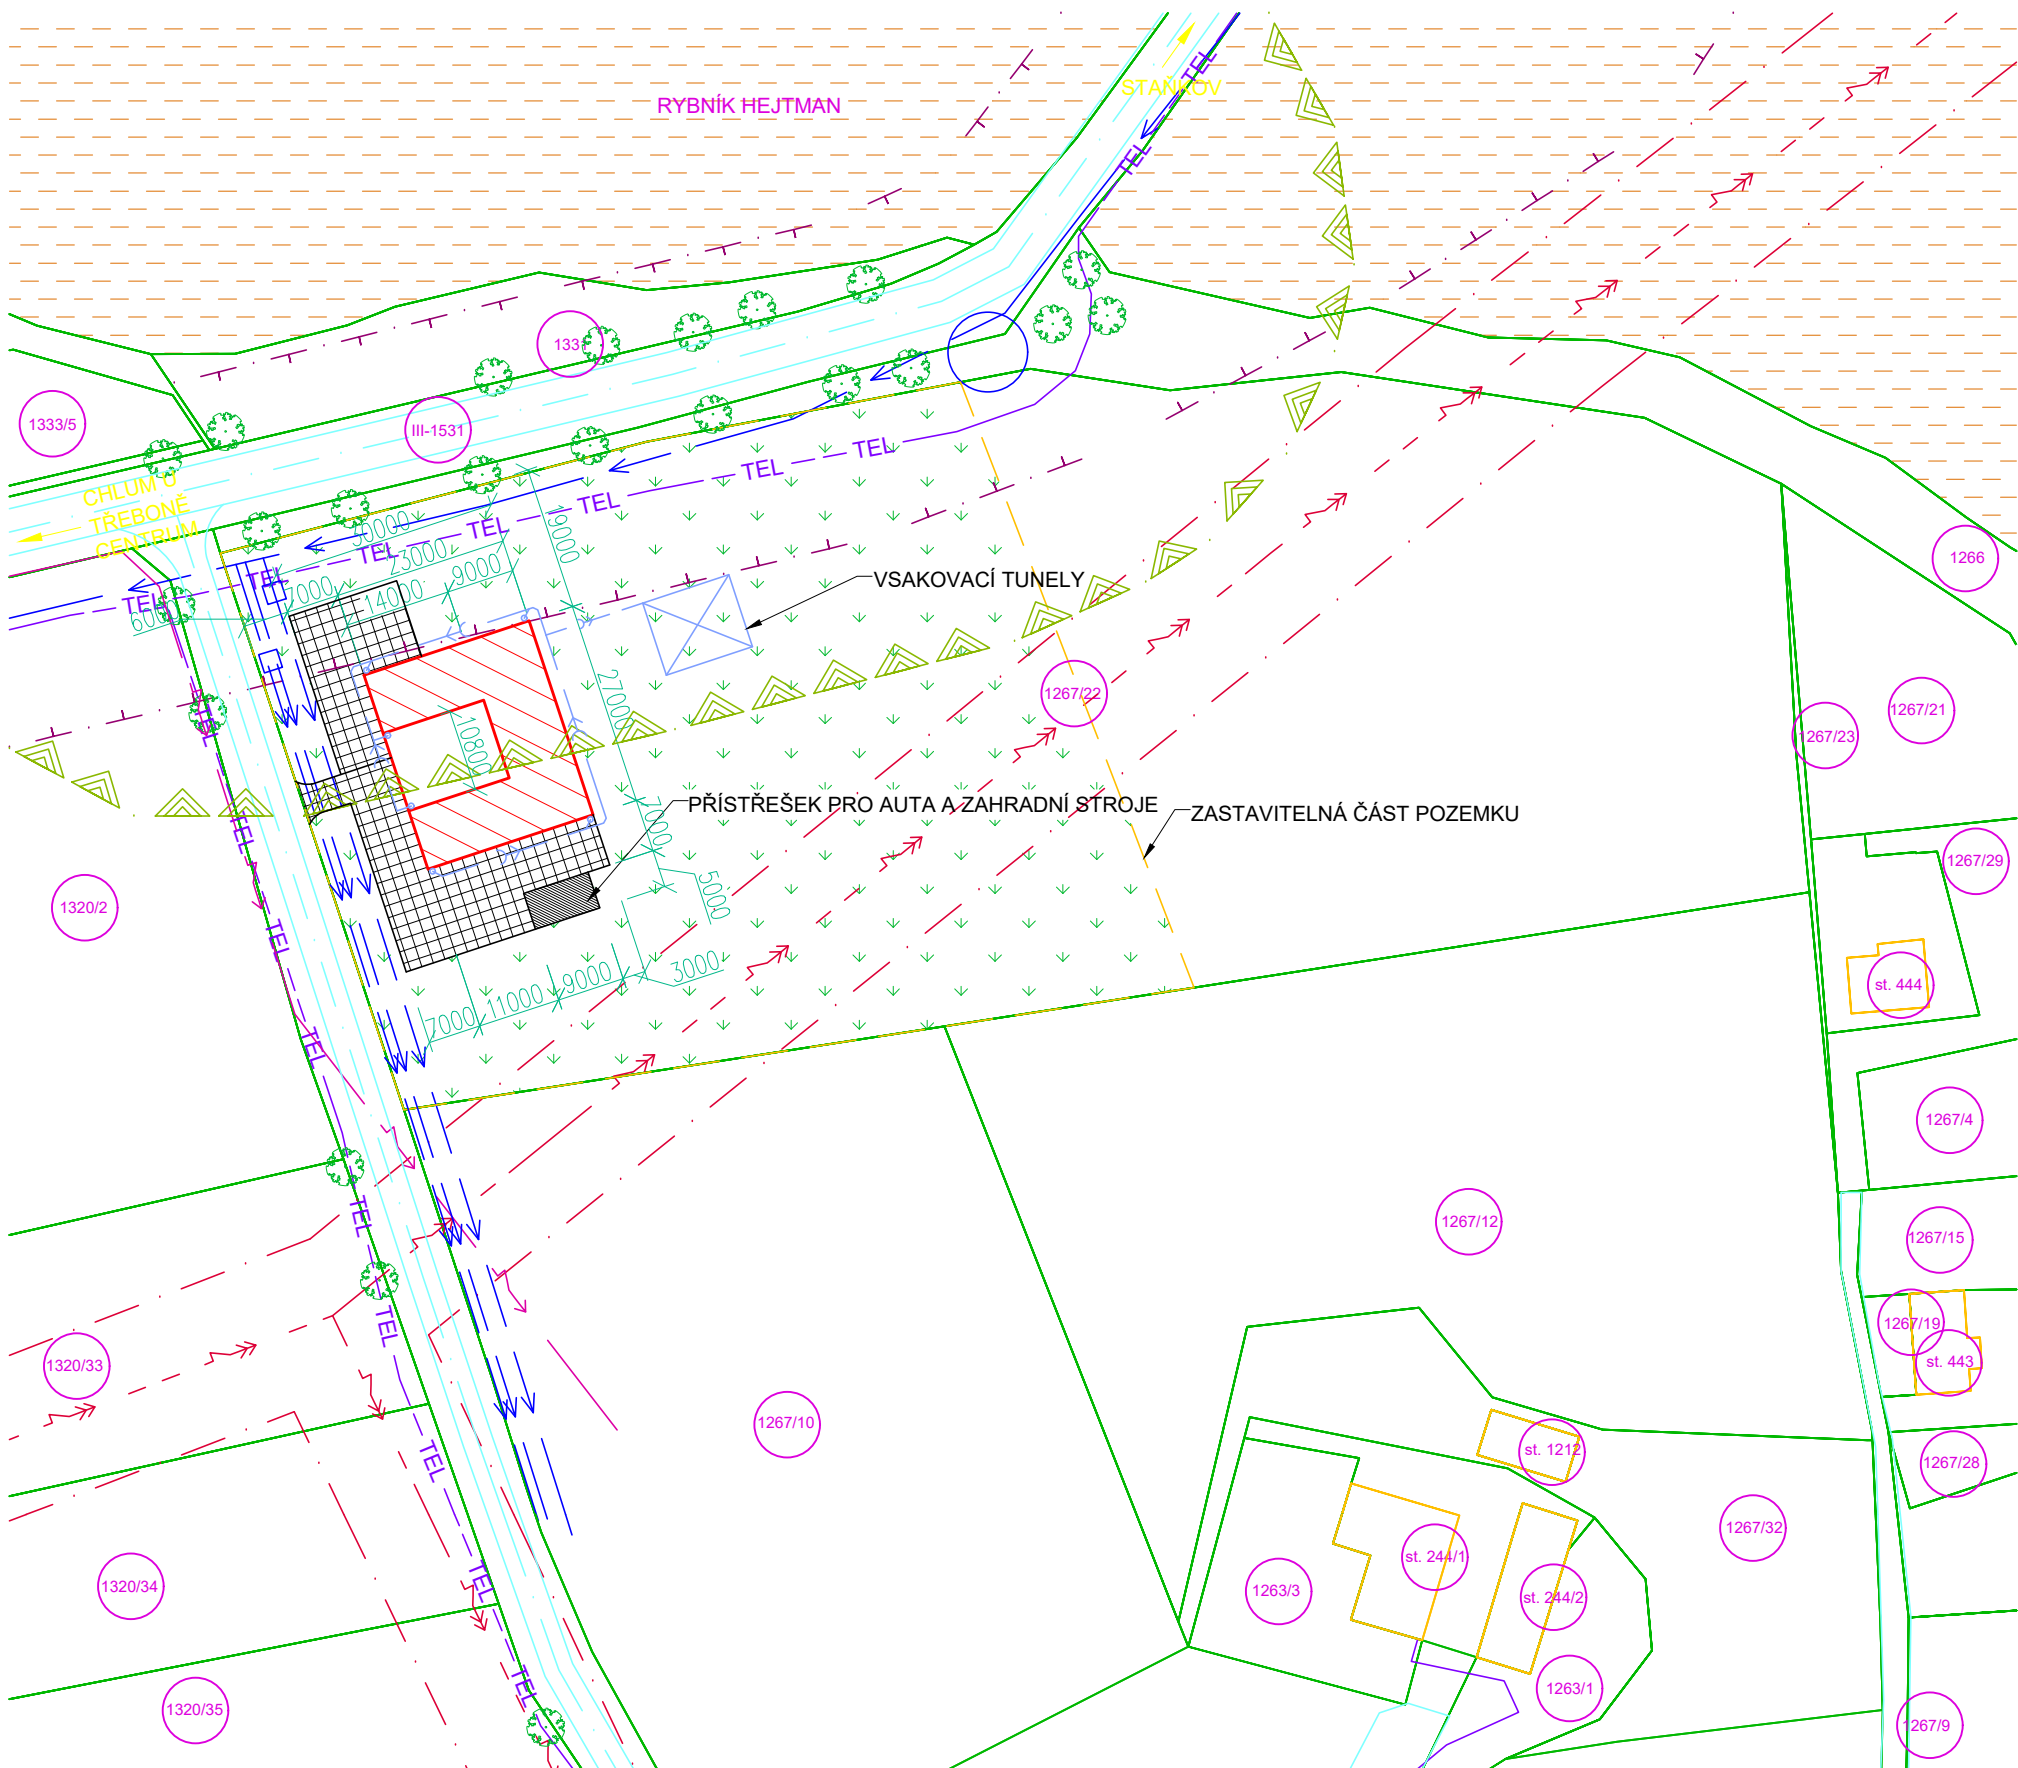 STAŇKOV
TEL
RYBNÍK HEJTMAN
TEL
1331
1333/5
III-1531
TEL
TEL
CHLUM U
TŘEBONĚ
CENTRUM
TEL
TEL
TEL
TEL
TEL
30000
23000
9000
7000
14000
19000
VSAKOVACÍ TUNELY
1266
27000
1267/22
1267/21
1267/23
TEL
10800
PŘÍSTŘEŠEK PRO AUTA A ZAHRADNÍ STROJE
ZASTAVITELNÁ ČÁST POZEMKU
TEL
7000
1267/29
1320/2
5000
TEL
3000
9000
11000
7000
st. 444
TEL
1267/4
TEL
1267/12
1267/15
TEL
1267/19
1320/33
st. 443
1267/10
TEL
st. 1212
1267/28
1267/32
st. 244/1
1320/34
TEL
1263/3
st. 244/2
TEL
1263/1
1320/35
1267/9